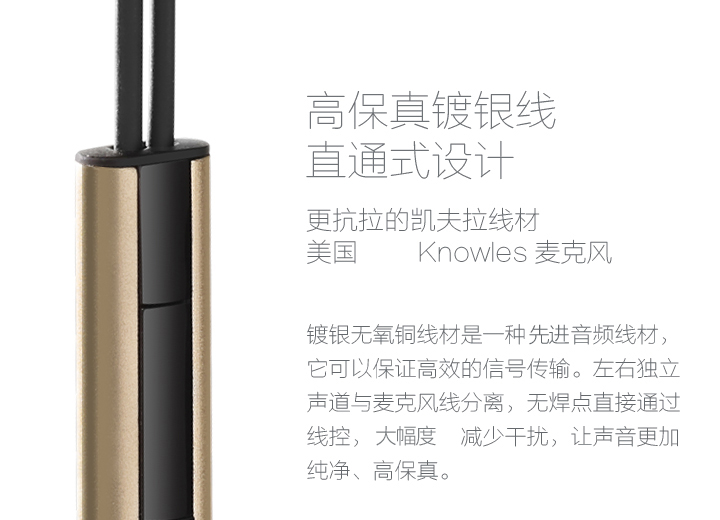 高保真镀银线
直通式设计
更抗拉的凯夫拉线材
美国 Knowles 麦克风
镀银无氧铜线材是一种先进音频线材，
它可以保证高效的信号传输。左右独立
声道与麦克风线分离，无焊点直接通过
线控，大幅度 减少干扰，让声音更加
纯净、高保真。